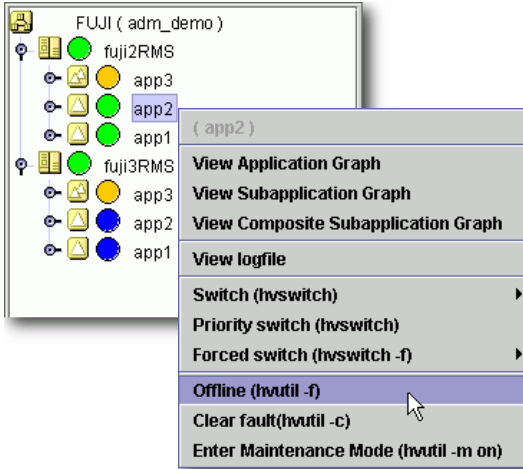 FUJI ( adm_demo )
fuji2RMS
app3
app2
app1
fuji3RMS
app3
app2
app1
( app2 )
View Application Graph
View Subapplication Graph
View Composite Subapplication Graph
View logfile
Switch (hvswitch)
Priority switch (hvswitch)
Forced switch (hvswitch -f)
Offline (hvutil -f)
Clear fault(hvutil -c)
Enter Maintenance Mode (hvutil -m on)